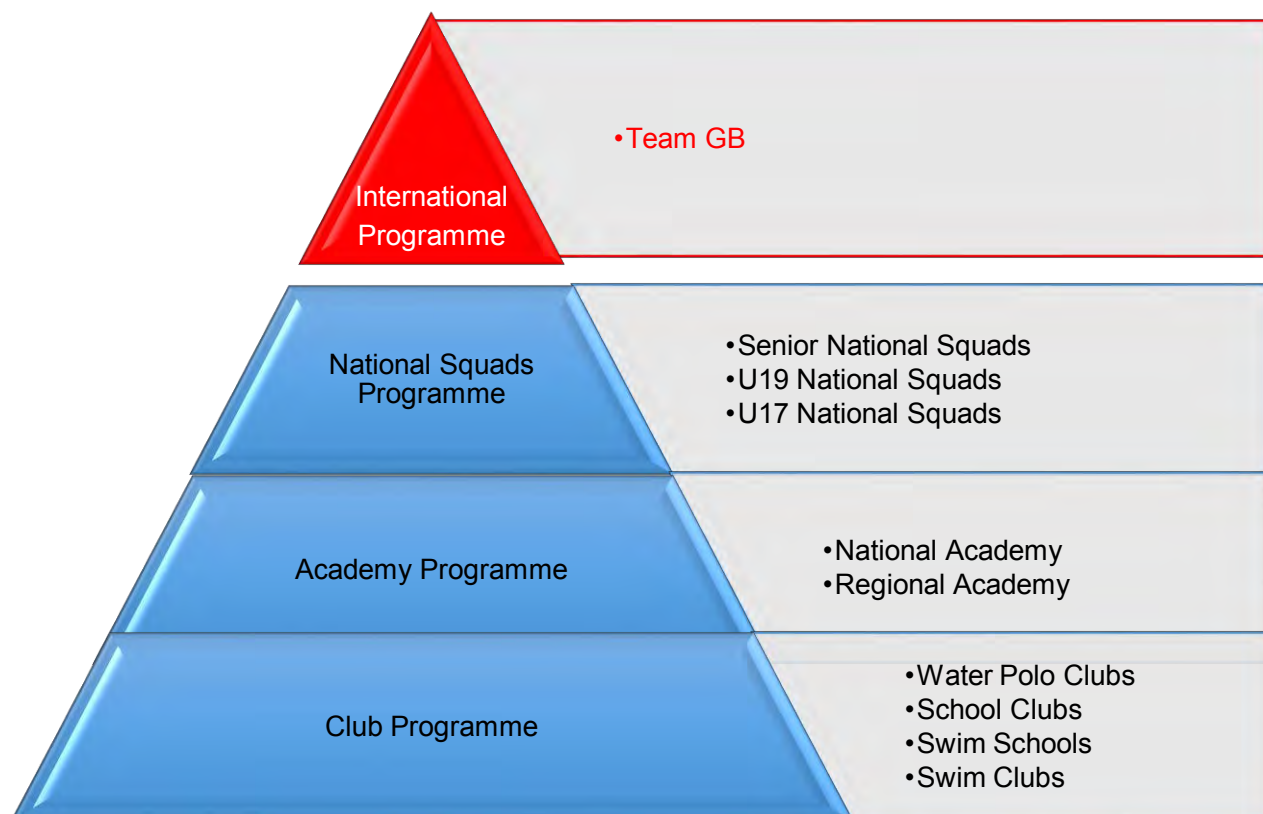 International
Programme
•Team GB
National Squads
Programme
•Senior National Squads
•U19 National Squads
•U17 National Squads
Academy Programme
•National Academy
•Regional Academy
Club Programme
•Water Polo Clubs
•School Clubs
•Swim Schools
•Swim Clubs